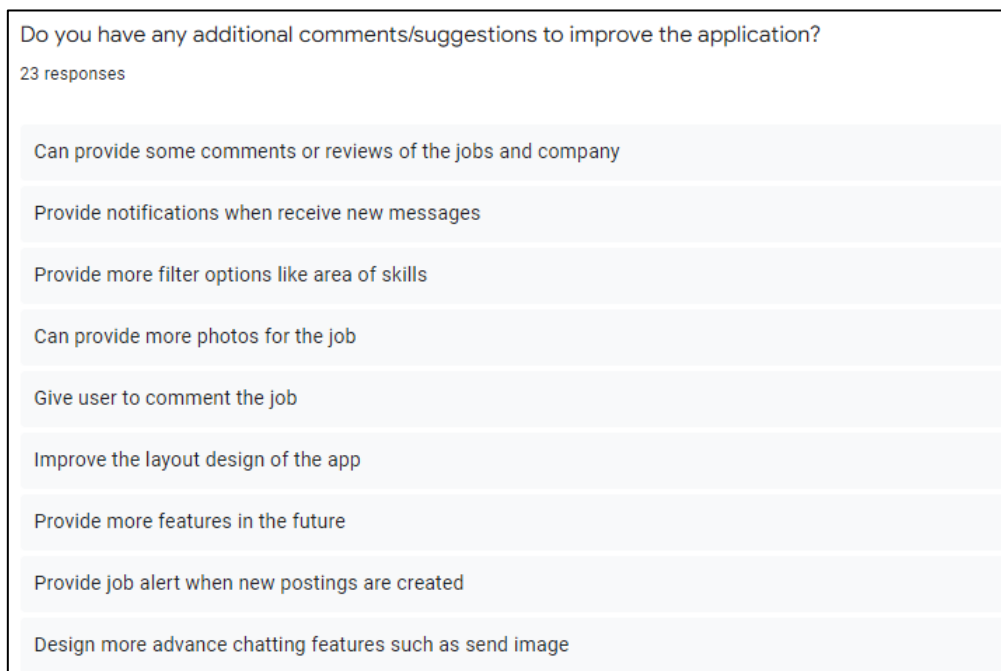 Do you have any additional comments/suggestions to improve the application?
23 responses
Can provide some comments or reviews of the jobs and company
Provide notifications when receive new messages
Provide more filter options like area of skills
Can provide more photos for the job
Give user to comment the job
Improve the layout design of the app
Provide more features in the future
Provide job alert when new postings are created
Design more advance chatting features such as send image